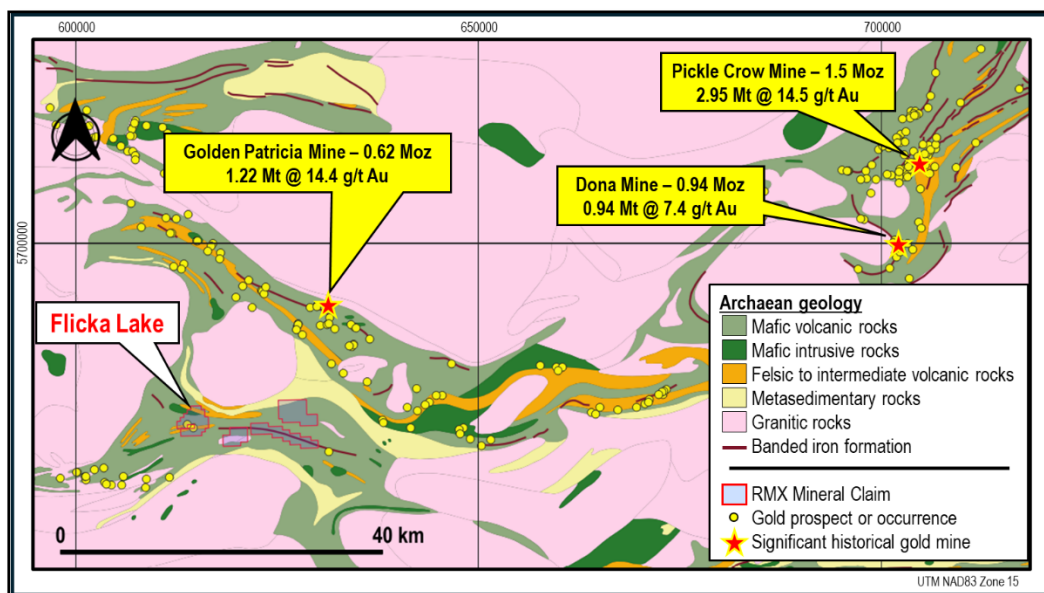 600000
650000
700000
5700000
Pickle Crow Mine – 1.5 Moz
2.95 Mt @ 14.5 g/t Au
Golden Patricia Mine – 0.62 Moz
1.22 Mt @ 14.4 g/t Au
Dona Mine – 0.94 Moz
0.94 Mt @ 7.4 g/t Au
Flicka Lake
Archaean geology
Mafic volcanic rocks
Mafic intrusive rocks
Felsic to intermediate volcanic rocks
Metasedimentary rocks
Granitic rocks
Banded iron formation
RMX Mineral Claim
Gold prospect or occurrence
Significant historical gold mine
0
40 km
UTM NAD83 Zone 15